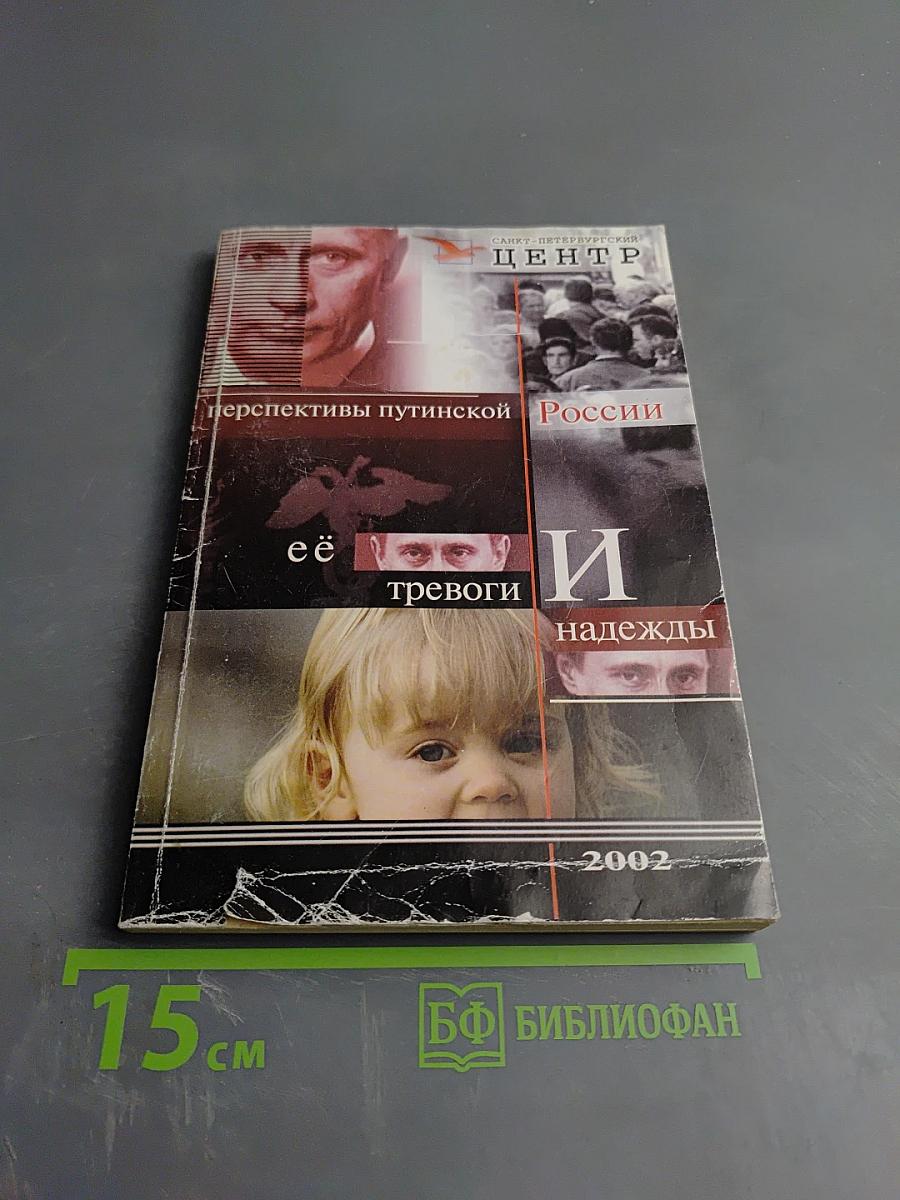 САНКТ-ПЕТЕРБУРГСКИЙ
ЦЕНТР
перспективы путинской России
её
тревоги И
надежды
2002
15 см
БФ БИБЛИОФАН